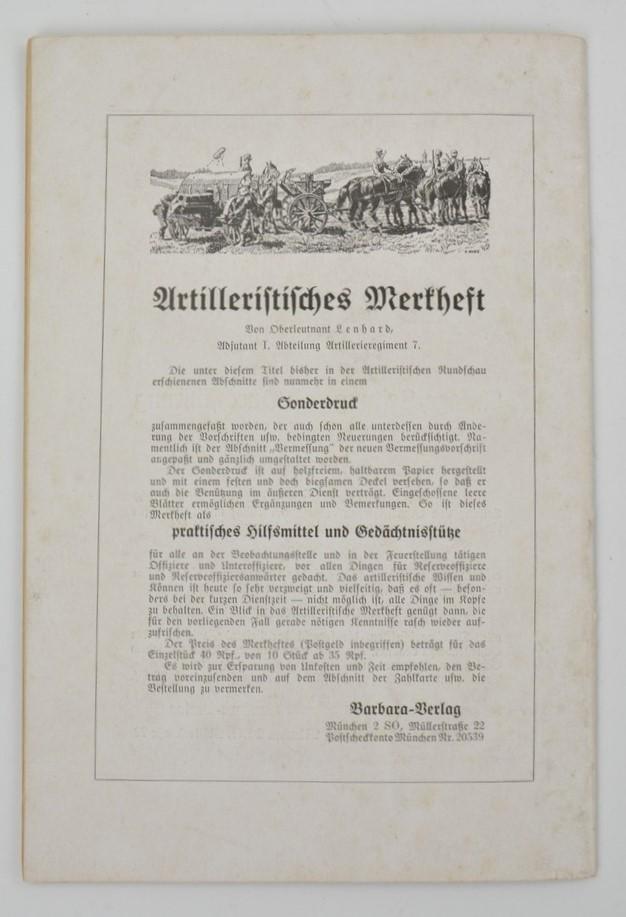 Artilleristisches Merkheft
Von Oberleutnant Lenhard,
Adjutant I. Abteilung Artillerieregiment 7.
Die unter diesem Titel bisher in der Artilleristischen Rundschau
erschienenen Abschnitte sind nunmehr in einem
Sonderdruck
zusammengefaßt worden, der auch schon alle unterdessen durch Ände-
rung der Vorschriften usw. bedingten Neuerungen berücksichtigt. Na-
mentlich ist der Abschnitt „Vermessung" der neuen Vermessungsvorschrift
angepaßt und gänzlich umgestaltet worden.
Der Sonderdruck ist auf holzfreiem, haltbarem Papier hergestellt
und mit einem festen und doch biegsamen Deckel versehen, so daß er
auch die Benützung im äußeren Dienst verträgt. Eingeschossene leere
Blätter ermöglichen Ergänzungen und Bemerkungen. So ist dieses
Merkheft als
praktisches Hilfsmittel und Gedächtnisstütze
für alle an der Beobachtungsstelle und in der Feuerstellung tätigen
Offiziere und Unteroffiziere, vor allen Dingen für Reserveoffiziere
und Reserveoffiziersanwärter gedacht. Das artilleristische Wissen und
Können ist heute so sehr verzweigt und vielseitig, daß es oft — beson-
ders bei der kurzen Dienstzeit — nicht möglich ist, alle Dinge im Kopfe
zu behalten. Ein Blick in das Artilleristische Merkheft genügt dann, die
für den vorliegenden Fall gerade nötigen Kenntnisse rasch wieder auf-
zufrischen.
Der Preis des Merkheftes (Postgeld inbegriffen) beträgt für das
Einzelstück 40 Rpf., von 10 Stück ab 35 Rpf.
Es wird zur Ersparung von Unkosten und Zeit empfohlen, den Be-
trag voreinzusenden und auf dem Abschnitt der Zahlkarte usw. die
Bestellung zu vermerken.
Barbara-Verlag
München 2 SO, Müllerstraße 22
Postscheckkonto München Nr. 20539